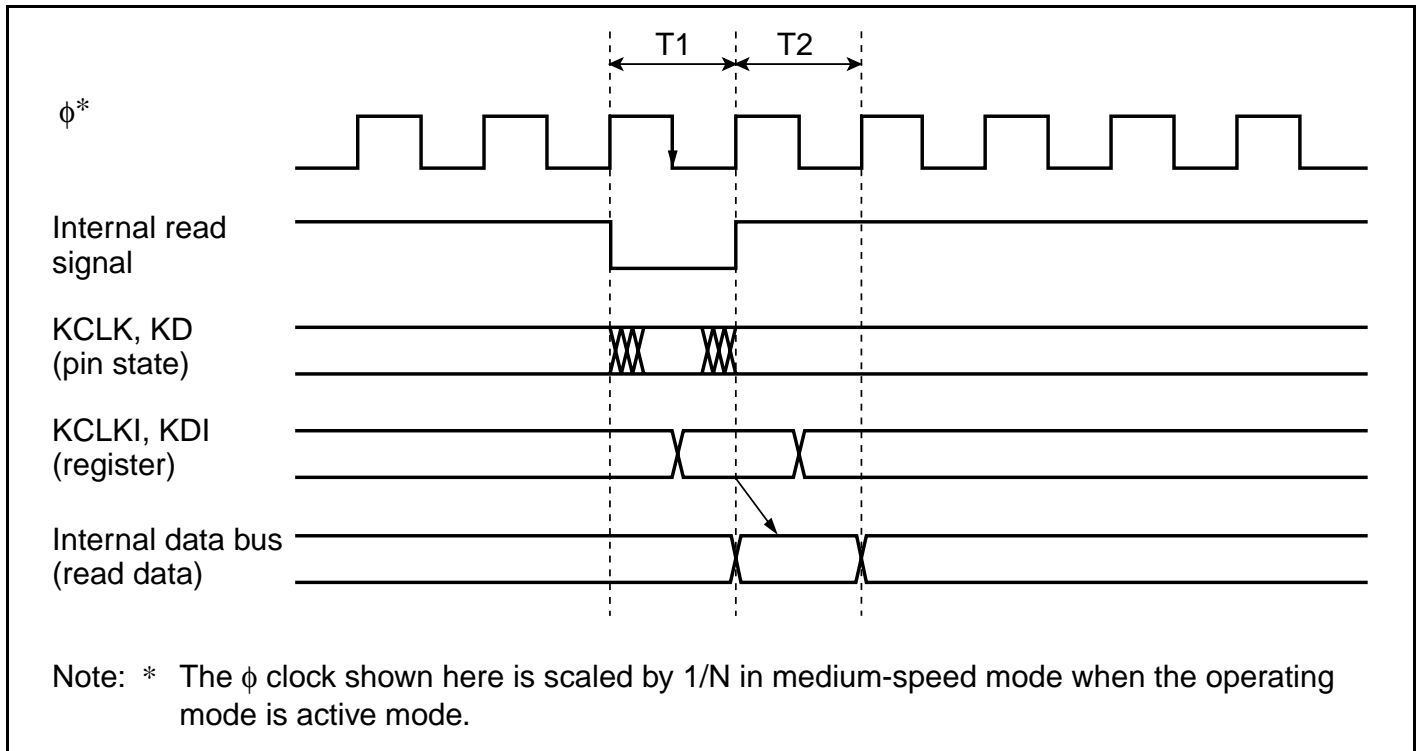 T1 T2
ϕ*
Internal read
signal
KCLK, KD
(pin state)
KCLKI, KDI
(register)
Internal data bus
(read data)
Note: * The ϕ clock shown here is scaled by 1/N in medium-speed mode when the operating
mode is active mode.